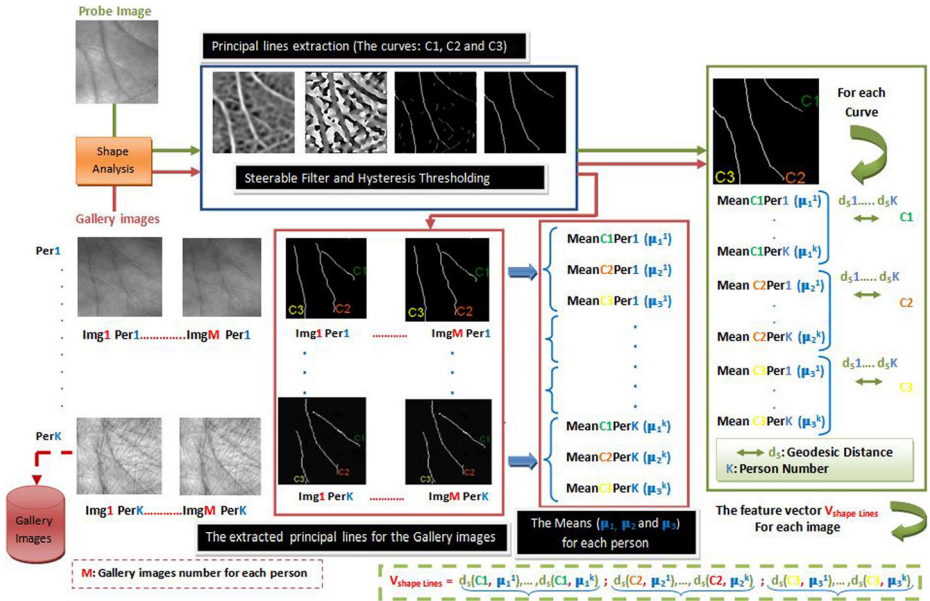 Probe Image
Principal lines extraction (The curves: C1, C2 and C3)
Shape
Analysis
Steerable Filter and Hysteresis Thresholding
Gallery images
C1
C3
C2
For each
Curve
MeanC1Per1 (μ₁¹)
.
MeanC1PerK (μ₁ᵏ)
dS1..... dSK
C1
Mean C2Per1 (μ₂¹)
.
Mean C2PerK (μ₂ᵏ)
dS1.... dSK
C2
Mean C3Per1 (μ₃¹)
.
Mean C3PerK (μ₃ᵏ)
dS1.... dSK
C3
dS: Geodesic Distance
K: Person Number
Per1
Img1 Per1.............ImgM Per1
PerK
Img1 PerK............ImgM PerK
Gallery
Images
C1
C3 C2
C1
C3 C2
Img1 Per1 ............ ImgM Per1
C1
C2
C3
C1
C2
C3
Img1 PerK ............ ImgM PerK
The extracted principal lines for the Gallery images
MeanC1Per1 (μ₁¹)
MeanC2Per1 (μ₂¹)
MeanC3Per1 (μ₃¹)
MeanC1PerK (μ₁ᵏ)
MeanC2PerK (μ₂ᵏ)
MeanC3PerK (μ₃ᵏ)
The Means (μ₁, μ₂ and μ₃)
for each person
The feature vector Vshape Lines
For each image
M: Gallery images number for each person
Vshape Lines = dS(C1, μ₁¹),...,dS(C1, μ₁ᵏ) ; dS(C2, μ₂¹),...,dS(C2, μ₂ᵏ) ; dS(C3, μ₃¹),...,dS(C3, μ₃ᵏ)